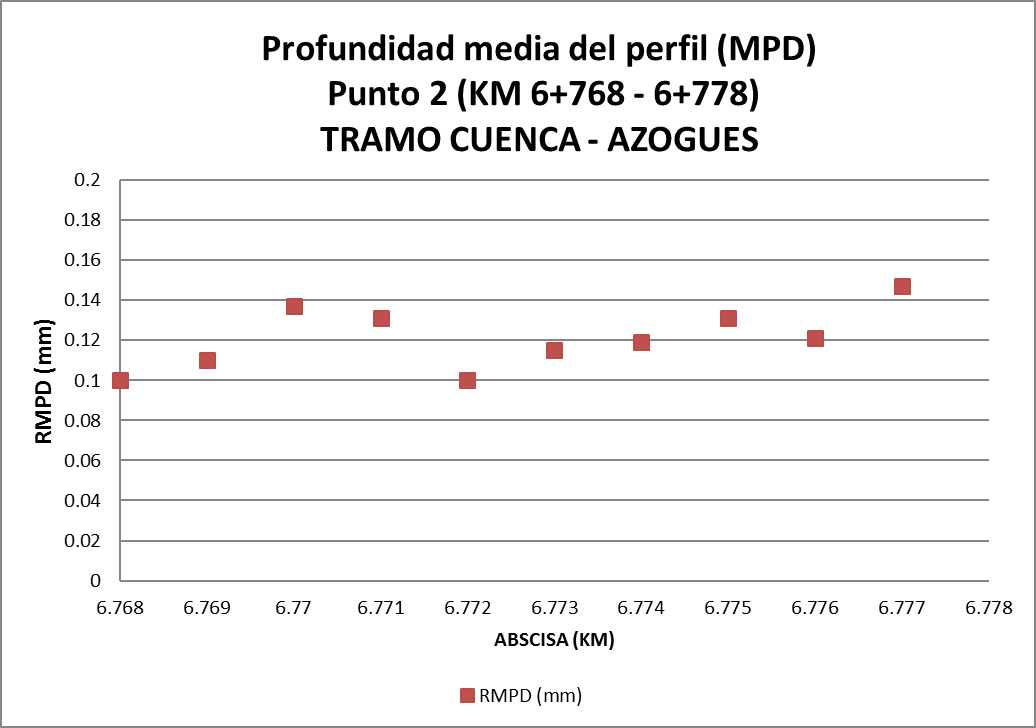 Profundidad media del perfil (MPD)
Punto 2 (KM 6+768 - 6+778)
TRAMO CUENCA - AZOGUES
0.2
0.18
0.16
0.14
0.12
0.1
0.08
0.06
0.04
0.02
0
RMPD (mm)
6.768 6.769 6.77 6.771 6.772 6.773 6.774 6.775 6.776 6.777 6.778
ABSCISA (KM)
RMPD (mm)